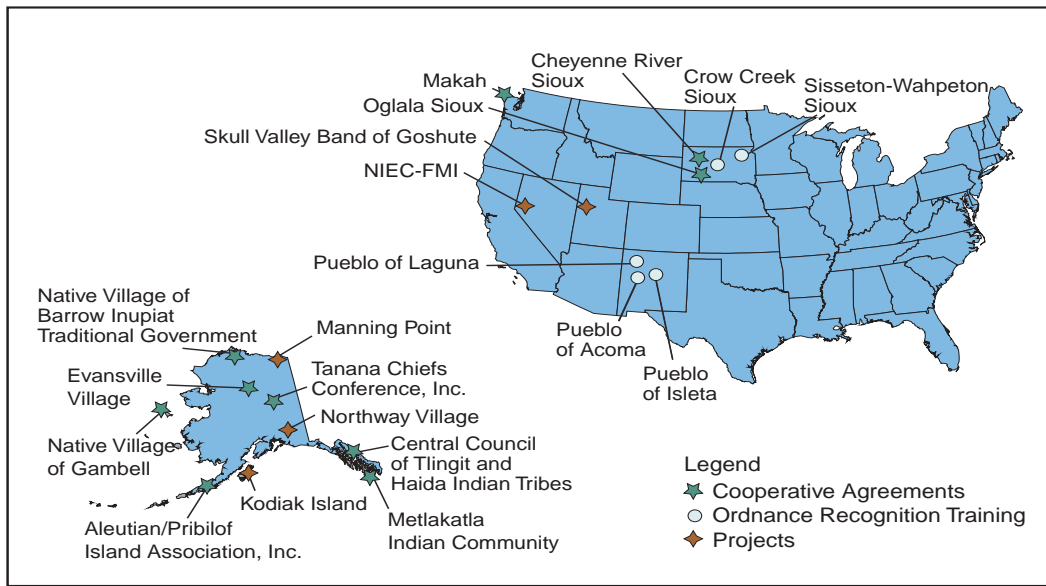 Cheyenne River
Sioux
Crow Creek
Sioux
Sisseton-Wahpeton
Sioux
Makah
Oglala Sioux
Skull Valley Band of Goshute
NIEC-FMI
Pueblo of Laguna
Pueblo
of Acoma
Pueblo
of Isleta
Native Village of
Barrow Inupiat
Traditional Government
Manning Point
Evansville
Village
Tanana Chiefs
Conference, Inc.
Northway Village
Native Village
of Gambell
Central Council
of Tlingit and
Haida Indian Tribes
Kodiak Island
Aleutian/Pribilof
Island Association, Inc.
Metlakatla
Indian Community
Legend
Cooperative Agreements
Ordnance Recognition Training
Projects